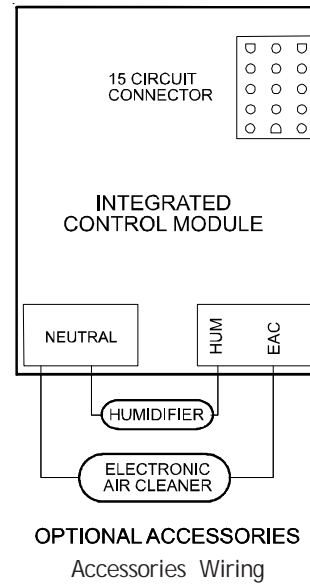 15 CIRCUIT
CONNECTOR
INTEGRATED
CONTROL MODULE
NEUTRAL
HUM
EAC
HUMIDIFIER
ELECTRONIC
AIR CLEANER
OPTIONAL ACCESSORIES
Accessories Wiring